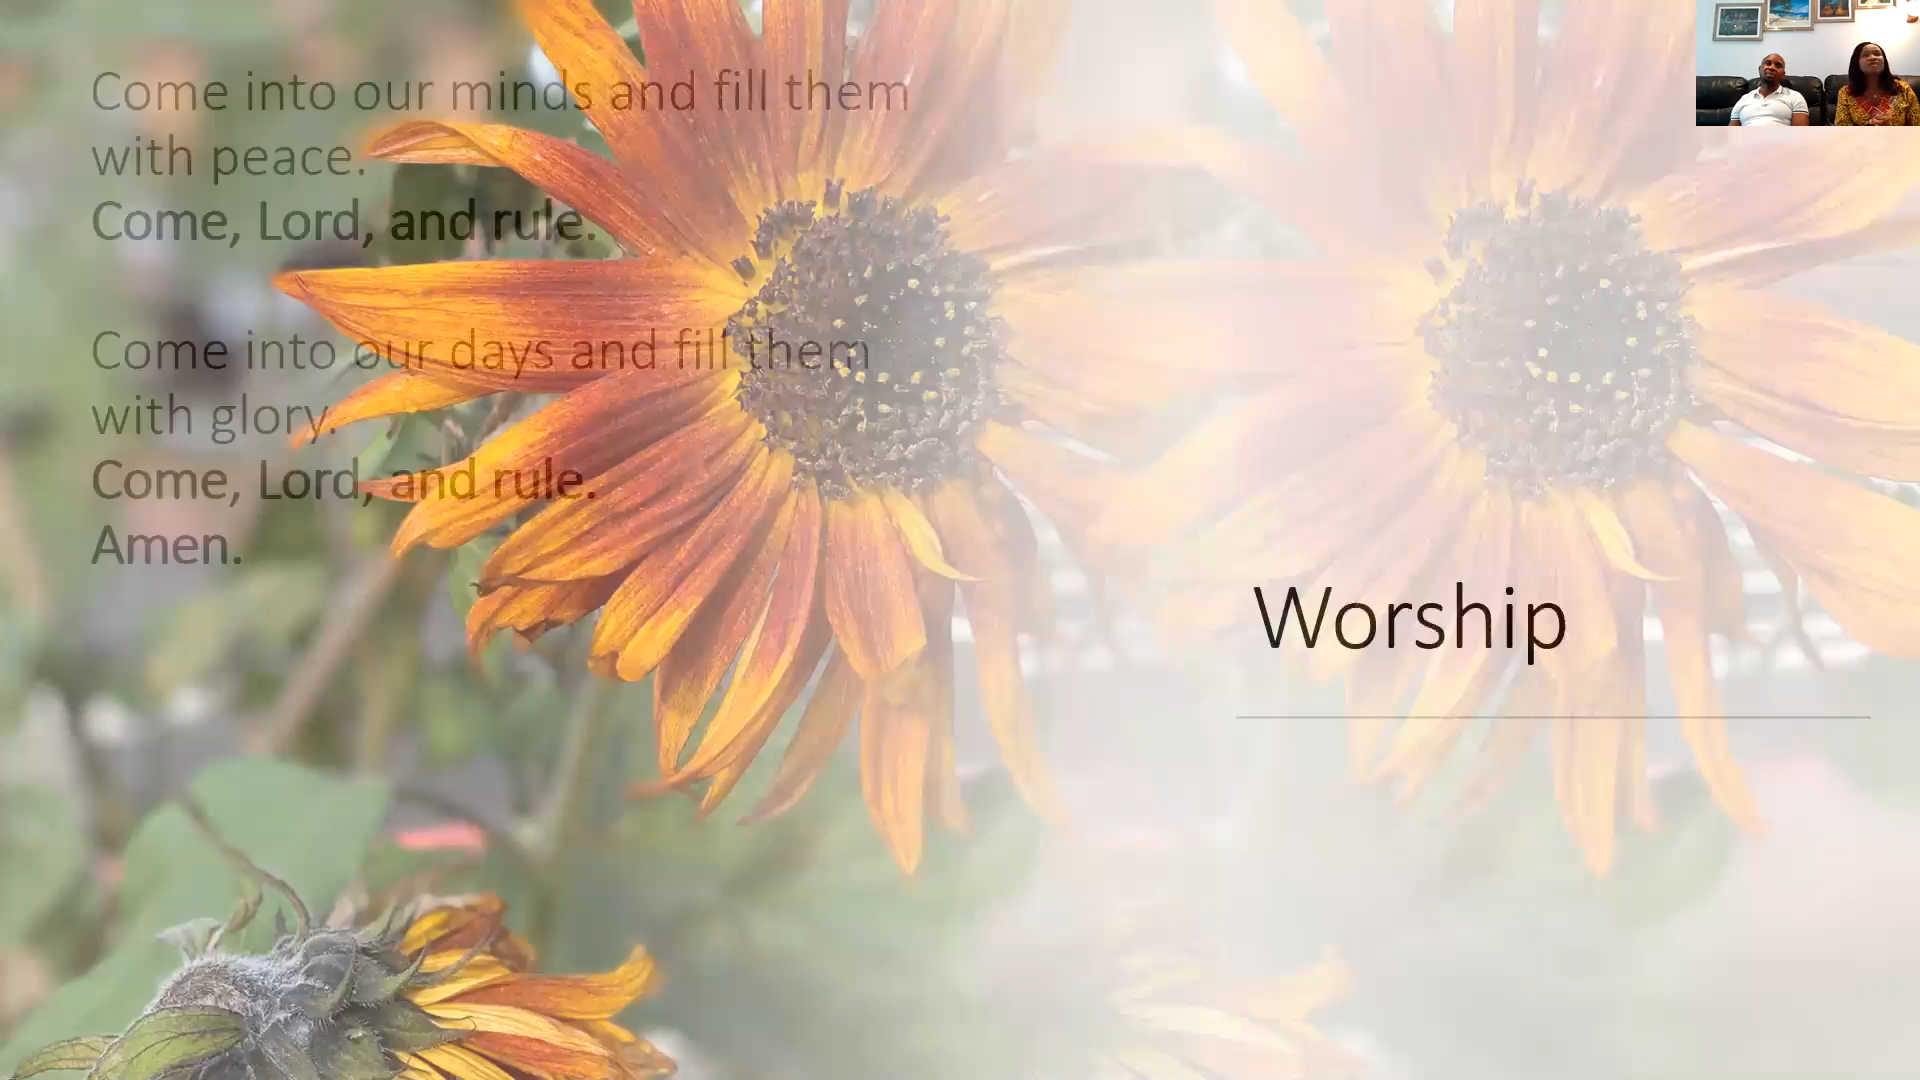 Come into our minds and fill them
with peace.
Come, Lord, and rule.
Come into our days and fill them
with glory.
Come, Lord, and rule.
Amen.
Worship